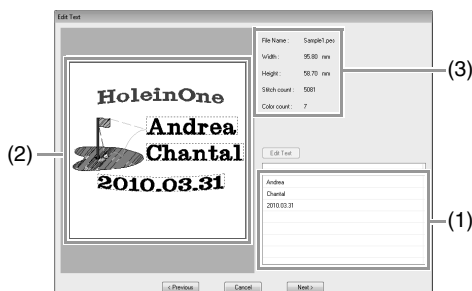 Edit Text
File Name : Sample1.pes
Width : 95.80 mm
Height : 58.70 mm
Stitch count : 5081
Color count : 7
(3)
HoleinOne
Andrea
Chantal
2010.03.31
(2)
Edit Text
Andrea
Chantal
2010.03.31
(1)
< Previous Cancel Next >